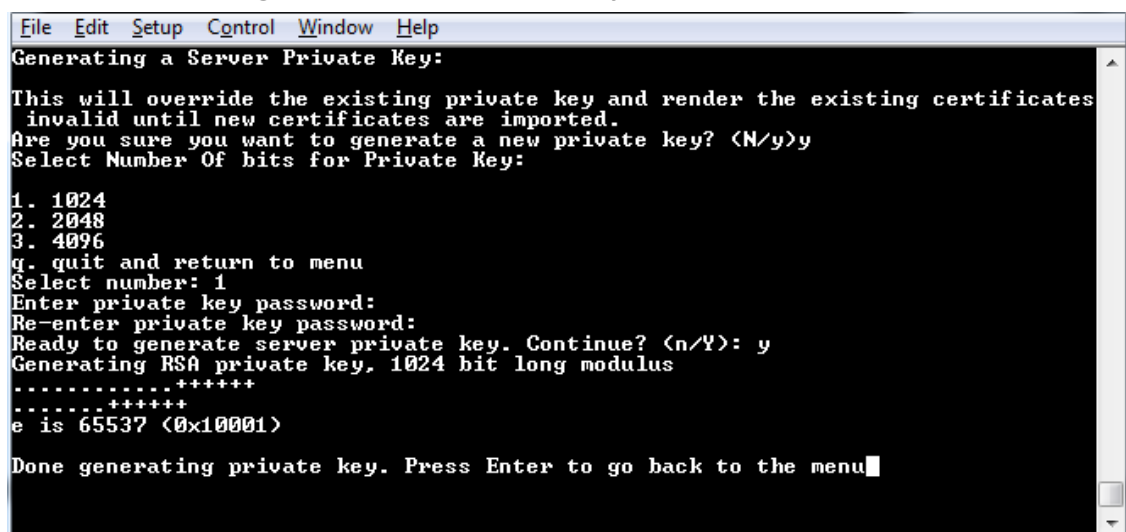 File Edit Setup Control Window Help
Generating a Server Private Key:
This will override the existing private key and render the existing certificates
invalid until new certificates are imported.
Are you sure you want to generate a new private key? (N/y)y
Select Number Of bits for Private Key:
1. 1024
2. 2048
3. 4096
q. quit and return to menu
Select number: 1
Enter private key password:
Re-enter private key password:
Ready to generate server private key. Continue? (n/Y): y
Generating RSA private key, 1024 bit long modulus
............++++++
.......++++++
e is 65537 (0x10001)
Done generating private key. Press Enter to go back to the menu